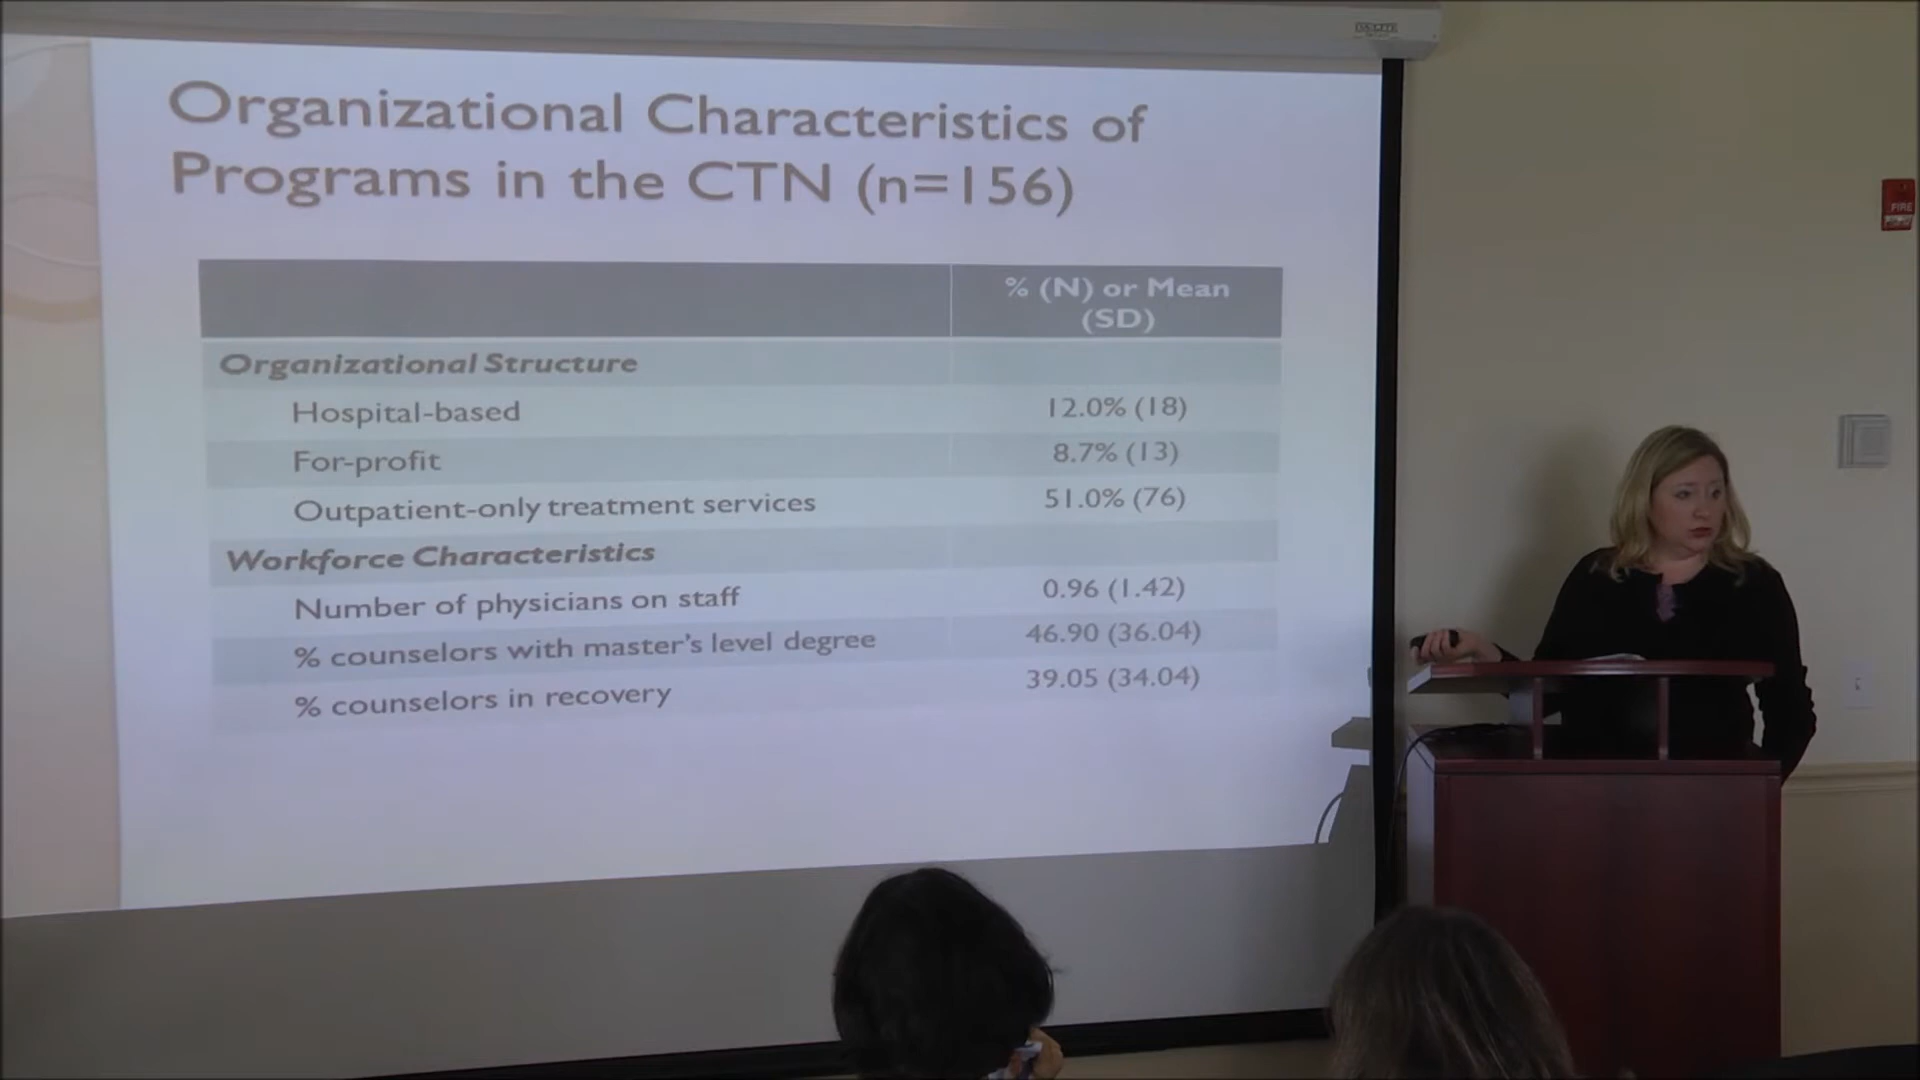 Organizational Characteristics of
Programs in the CTN (n=156)
% (N) or Mean
(SD)
Organizational Structure
Hospital-based 12.0% (18)
For-profit 8.7% (13)
Outpatient-only treatment services 51.0% (76)
Workforce Characteristics
Number of physicians on staff 0.96 (1.42)
% counselors with master's level degree 46.90 (36.04)
% counselors in recovery 39.05 (34.04)
FIRE